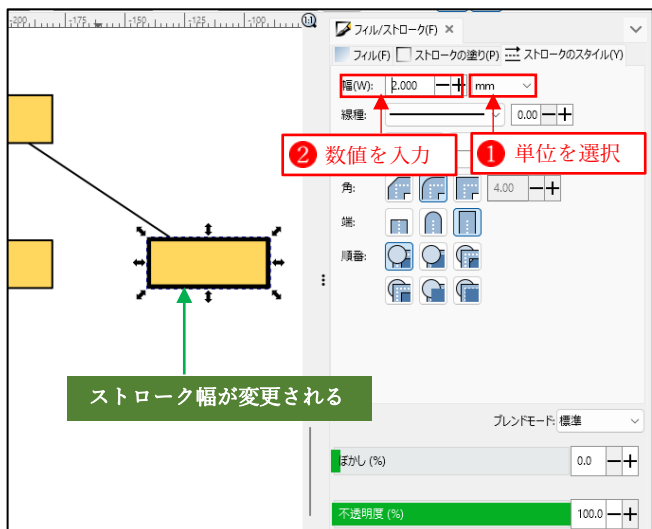 -200 -175 -150 -125 -100 1:1
フィル/ストローク(F) ×
フィル(F) ストロークの塗り(P) ストロークのスタイル(Y)
幅(W): 2.000 mm
線種: 0.00
❷ 数値を入力 ❶ 単位を選択
角: 4.00
端:
順番:
ストローク幅が変更される
ブレンドモード: 標準
ぼかし (%) 0.0
不透明度 (%) 100.0